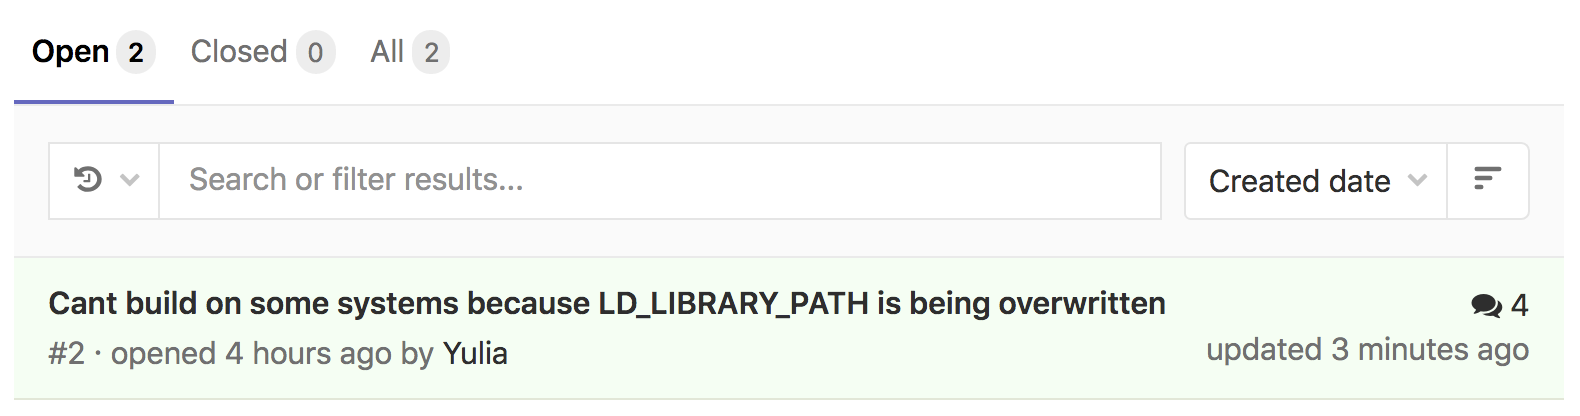 Open 2 Closed 0 All 2
Search or filter results...
Created date
Cant build on some systems because LD_LIBRARY_PATH is being overwritten
4
#2 · opened 4 hours ago by Yulia
updated 3 minutes ago